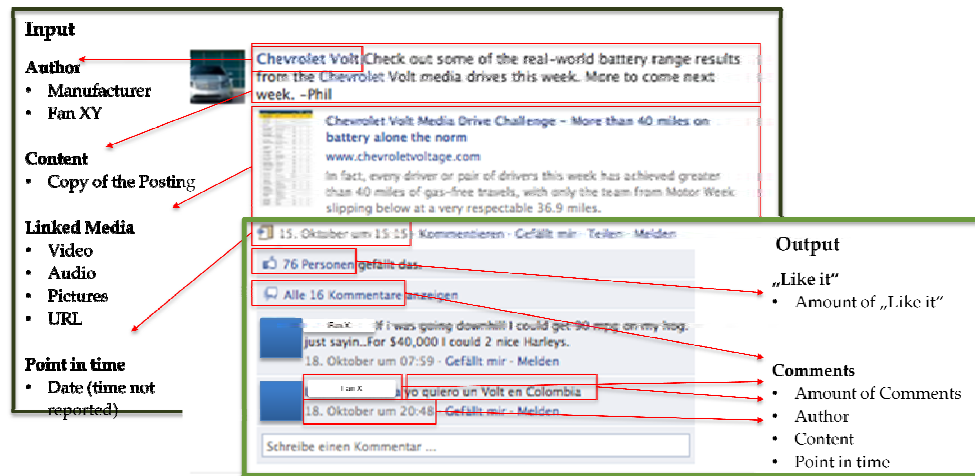 Input
Author
• Manufacturer
• Fan XY
Content
• Copy of the Posting
Linked Media
• Video
• Audio
• Pictures
• URL
Point in time
• Date (time not
reported)
Chevrolet Volt Check out some of the real-world battery range results
from the Chevrolet Volt media drives this week. More to come next
week. -Phil
Chevrolet Volt Media Drive Challenge - More than 40 miles on
battery alone the norm
www.chevroletvoltage.com
In fact, every driver or pair of drivers this week has achieved greater
than 40 miles of gas-free travels, with only the team from Motor Week
slipping below at a very respectable 36.9 miles.
15. Oktober um 15:15 · Kommentieren · Gefällt mir · Teilen · Melden
76 Personen gefällt das.
Alle 16 Kommentare anzeigen
Fan X if i was going downhill I could get 90 mpg on my hog.
just sayin..For $40,000 I could 2 nice Harleys.
18. Oktober um 07:59 · Gefällt mir · Melden
Fan X yo quiero un Volt en Colombia
18. Oktober um 20:48 · Gefällt mir · Melden
Schreibe einen Kommentar ...
Output
„Like it“
• Amount of „Like it“
Comments
• Amount of Comments
• Author
• Content
• Point in time